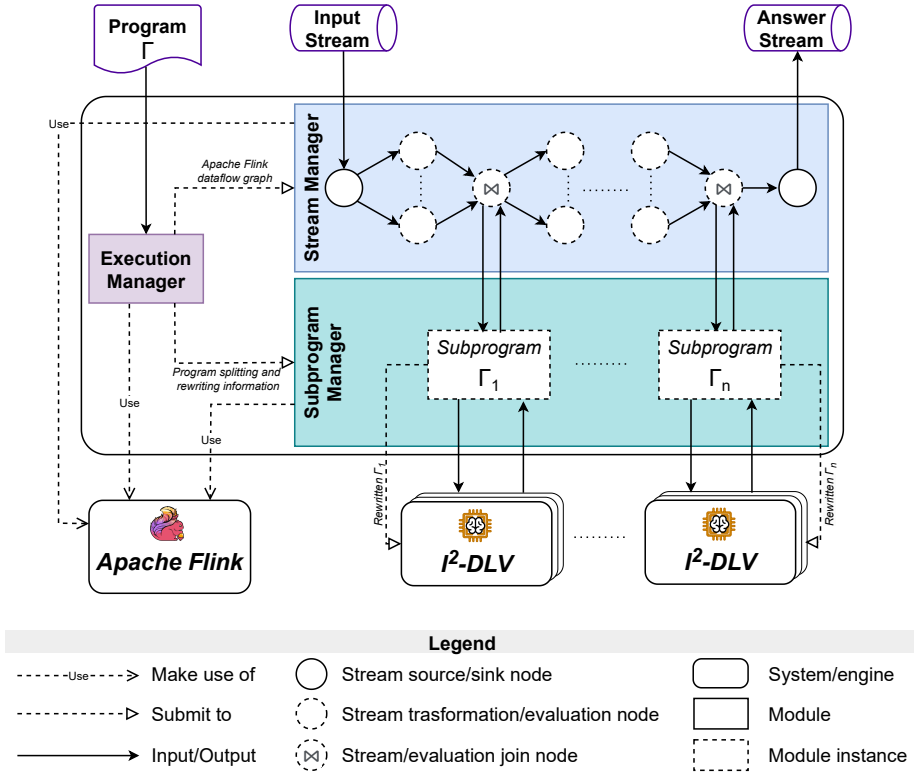 Program
Γ
Input
Stream
Answer
Stream
Use
Stream Manager
Apache Flink
dataflow graph
⋈
⋈
Execution
Manager
Subprogram
Manager
Subprogram
Γ1
........
Subprogram
Γn
Program splitting and
rewriting information
Use
Use
Rewritten Γ1
Rewritten Γn
Apache Flink
I²-DLV
........
I²-DLV
Legend
Use
Make use of
Stream source/sink node
System/engine
Submit to
Stream trasformation/evaluation node
Module
Input/Output
⋈
Stream/evaluation join node
Module instance